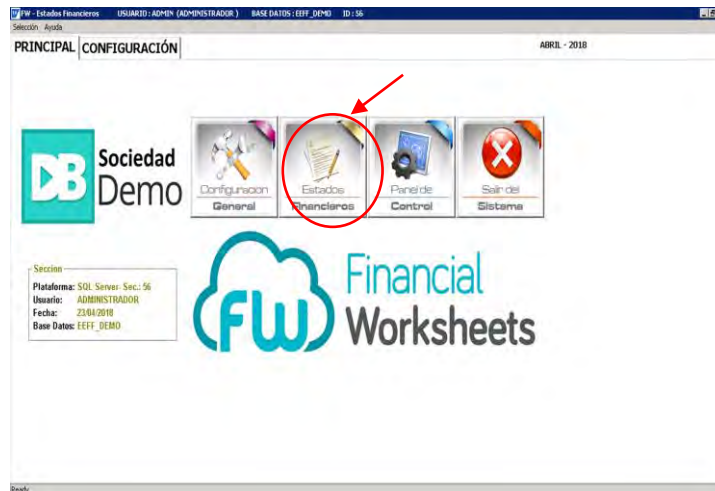 FW - Estados Financieros USUARIO : ADMIN (ADMINISTRADOR ) BASE DATOS : EEFF_DEMO ID : 56
Selección Ayuda
PRINCIPAL CONFIGURACIÓN
ABRIL - 2018
DB Sociedad Demo
Configuracion General
Estados Financieros
Panel de Control
Salir del Sistema
Seccion
Plataforma: SQL Server- Sec.: 56
Usuario: ADMINISTRADOR
Fecha: 23/04/2018
Base Datos: EEFF_DEMO
FW Financial Worksheets
Ready